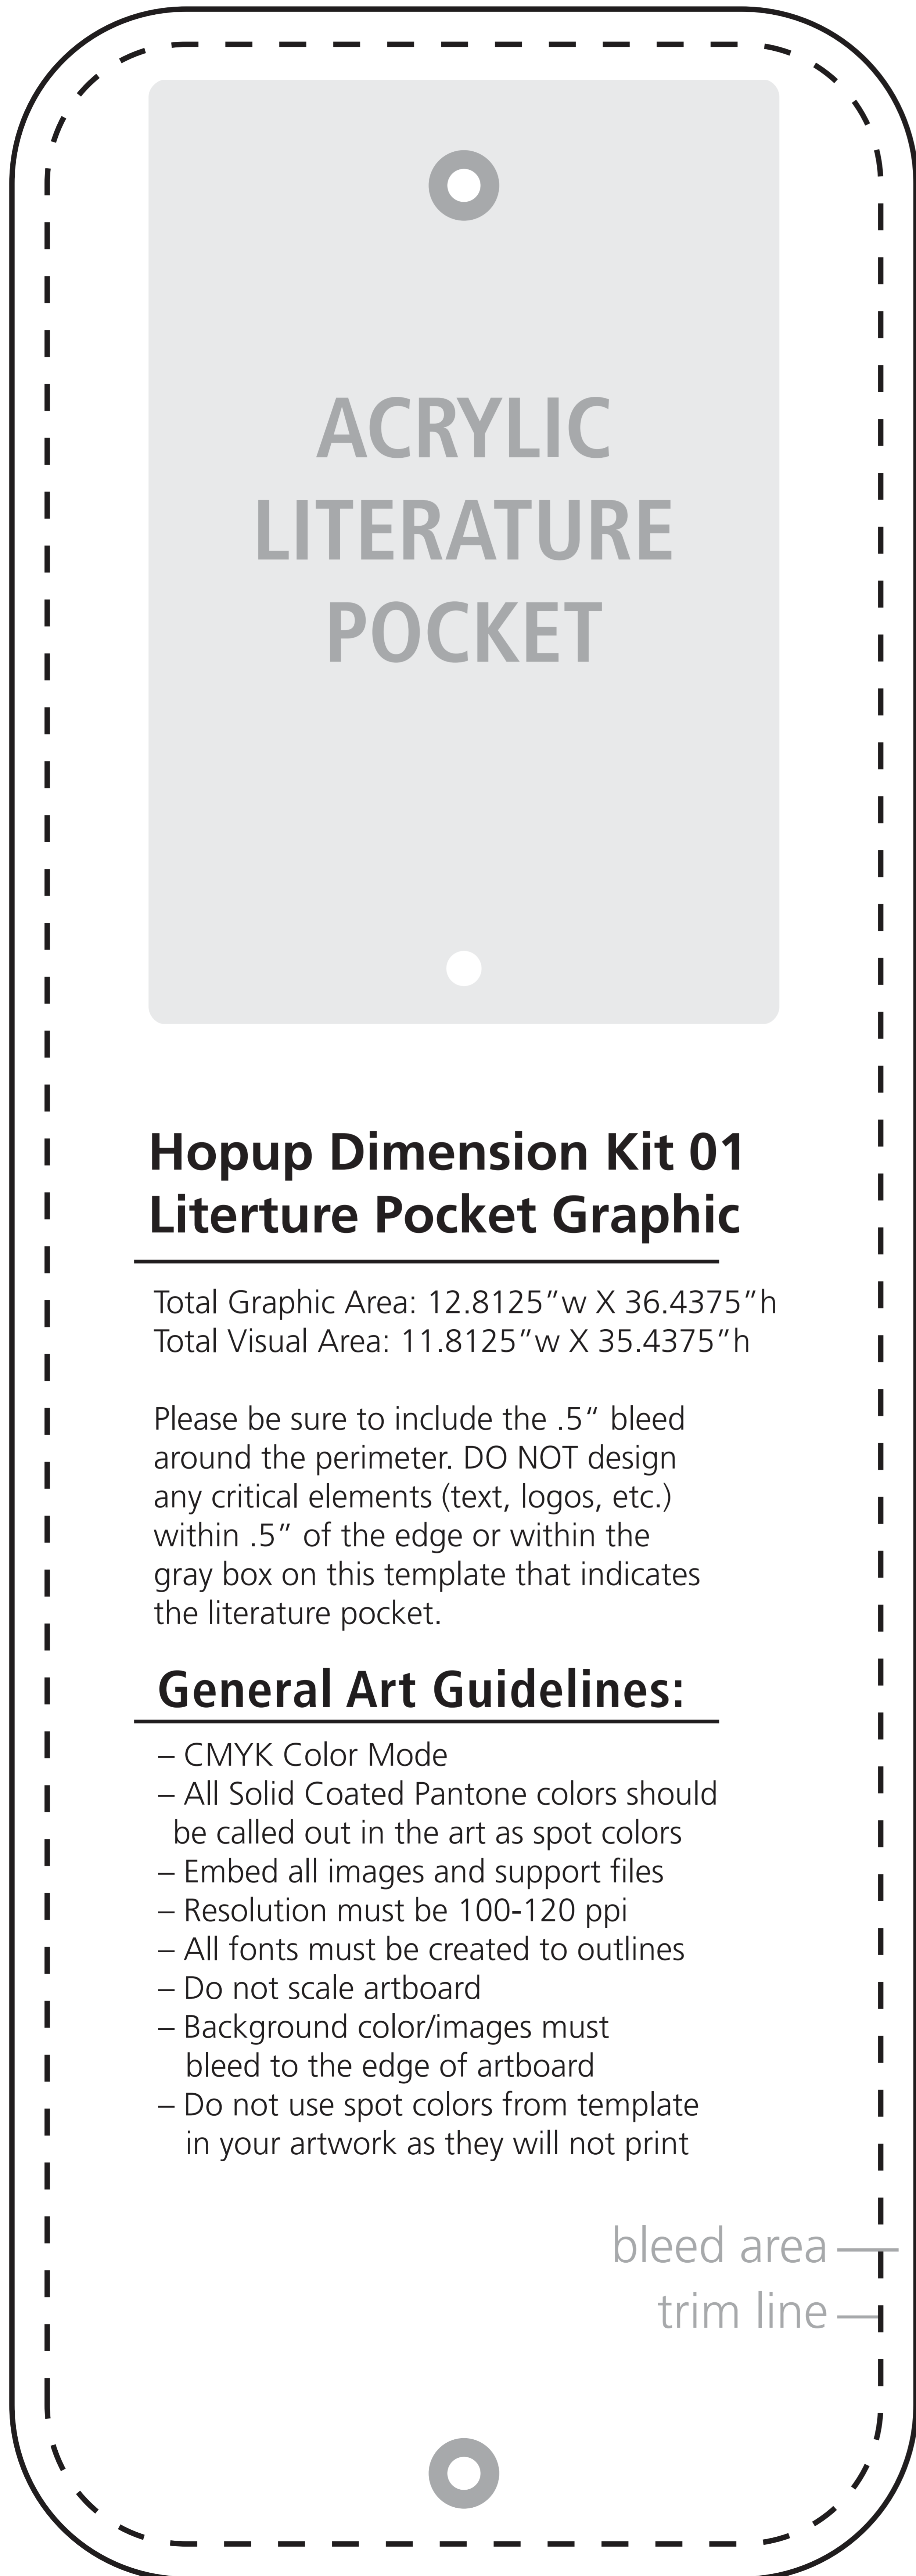 ACRYLIC
LITERATURE
POCKET
Hopup Dimension Kit 01
Literture Pocket Graphic
Total Graphic Area: 12.8125”w X 36.4375”h
Total Visual Area: 11.8125”w X 35.4375”h
Please be sure to include the .5“ bleed
around the perimeter. DO NOT design
any critical elements (text, logos, etc.)
within .5” of the edge or within the
gray box on this template that indicates
the literature pocket.
General Art Guidelines:
– CMYK Color Mode
– All Solid Coated Pantone colors should
be called out in the art as spot colors
– Embed all images and support files
– Resolution must be 100-120 ppi
– All fonts must be created to outlines
– Do not scale artboard
– Background color/images must
bleed to the edge of artboard
– Do not use spot colors from template
in your artwork as they will not print
bleed area
trim line